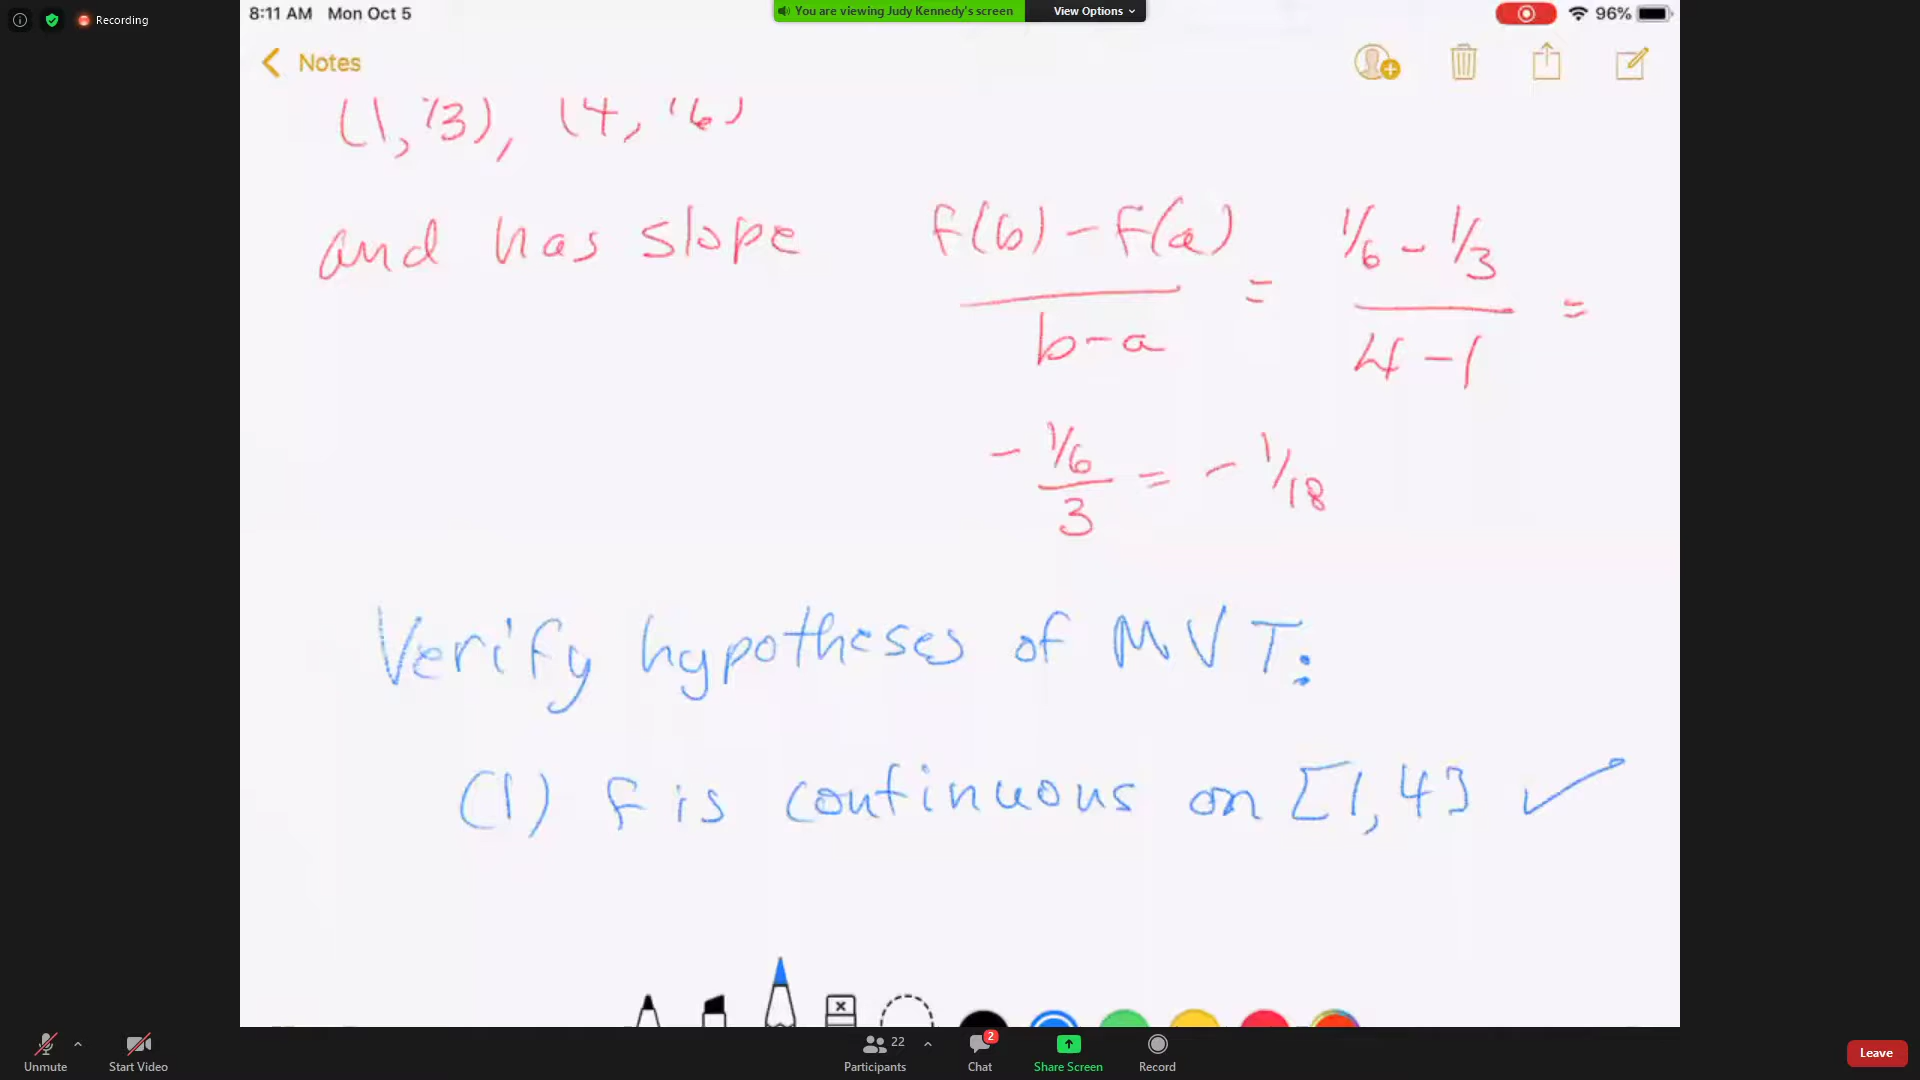 Recording
8:11 AM Mon Oct 5
You are viewing Judy Kennedy's screen View Options
96%
Notes
(1, 1/3), (4, 1/6)
and has slope f(b) - f(a) / b - a = 1/6 - 1/3 / 4 - 1 =
- 1/6 / 3 = - 1/18
Verify hypotheses of MVT:
(1) f is continuous on [1,4] ✓
Unmute Start Video 22 Participants 2 Chat Share Screen Record Leave